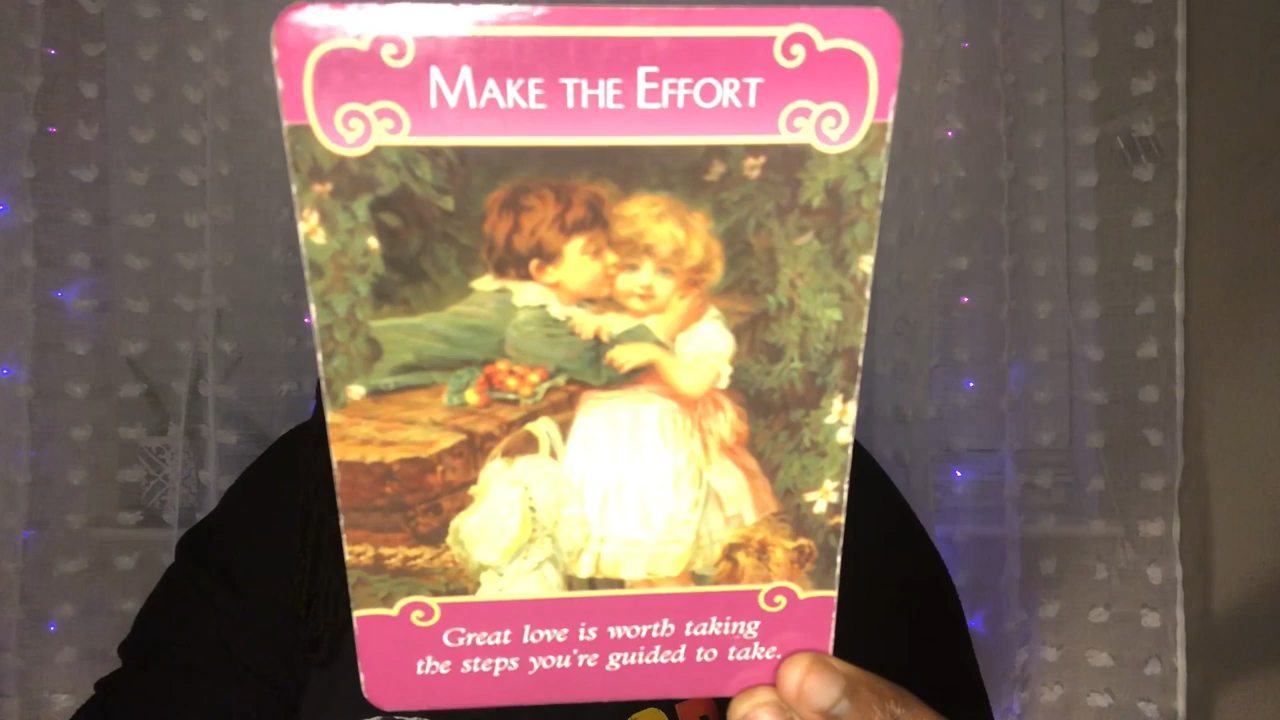 MAKE THE EFFORT
Great love is worth taking
the steps you're guided to take.